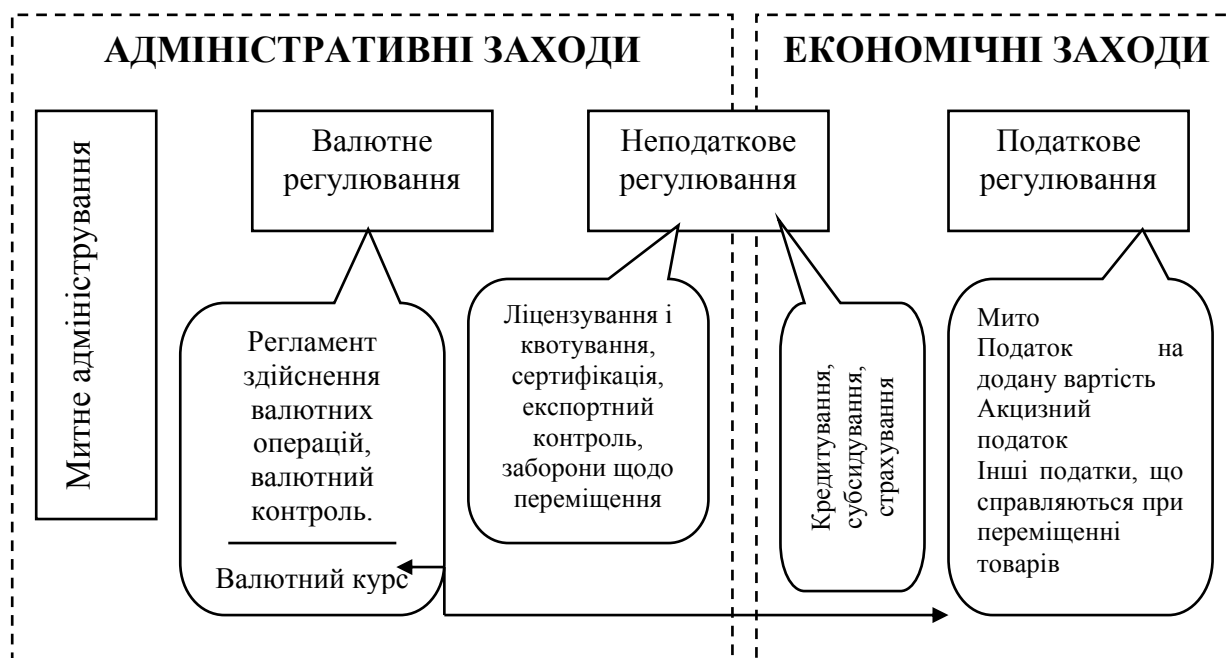 АДМІНІСТРАТИВНІ ЗАХОДИ
ЕКОНОМІЧНІ ЗАХОДИ
Митне адміністрування
Валютне
регулювання
Неподаткове
регулювання
Податкове
регулювання
Регламент
здійснення
валютних
операцій,
валютний
контроль.
Валютний курс
Ліцензування і
квотування,
сертифікація,
експортний
контроль,
заборони щодо
переміщення
Кредитування,
субсидування,
страхування
Мито
Податок на
додану вартість
Акцизний
податок
Інші податки, що
справляються при
переміщенні
товарів